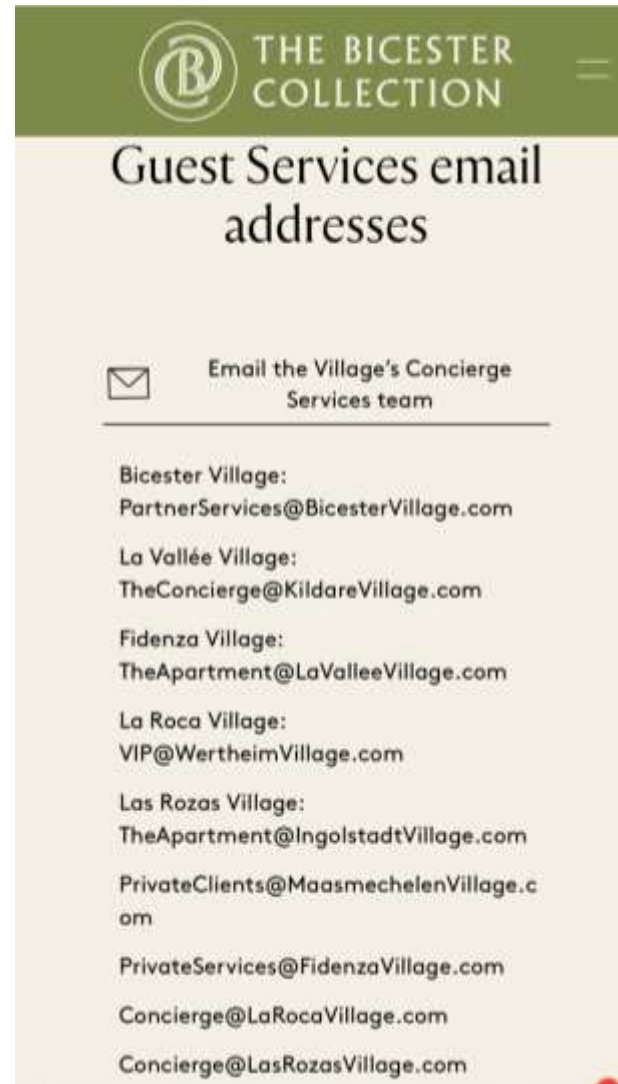 THE BICESTER
COLLECTION
Guest Services email
addresses
Email the Village's Concierge
Services team
Bicester Village:
PartnerServices@BicesterVillage.com
La Vallée Village:
TheConcierge@KildareVillage.com
Fidenza Village:
TheApartment@LaValleeVillage.com
La Roca Village:
VIP@WertheimVillage.com
Las Rozas Village:
TheApartment@IngolstadtVillage.com
PrivateClients@MaasmechelenVillage.c
om
PrivateServices@FidenzaVillage.com
Concierge@LaRocaVillage.com
Concierge@LasRozasVillage.com